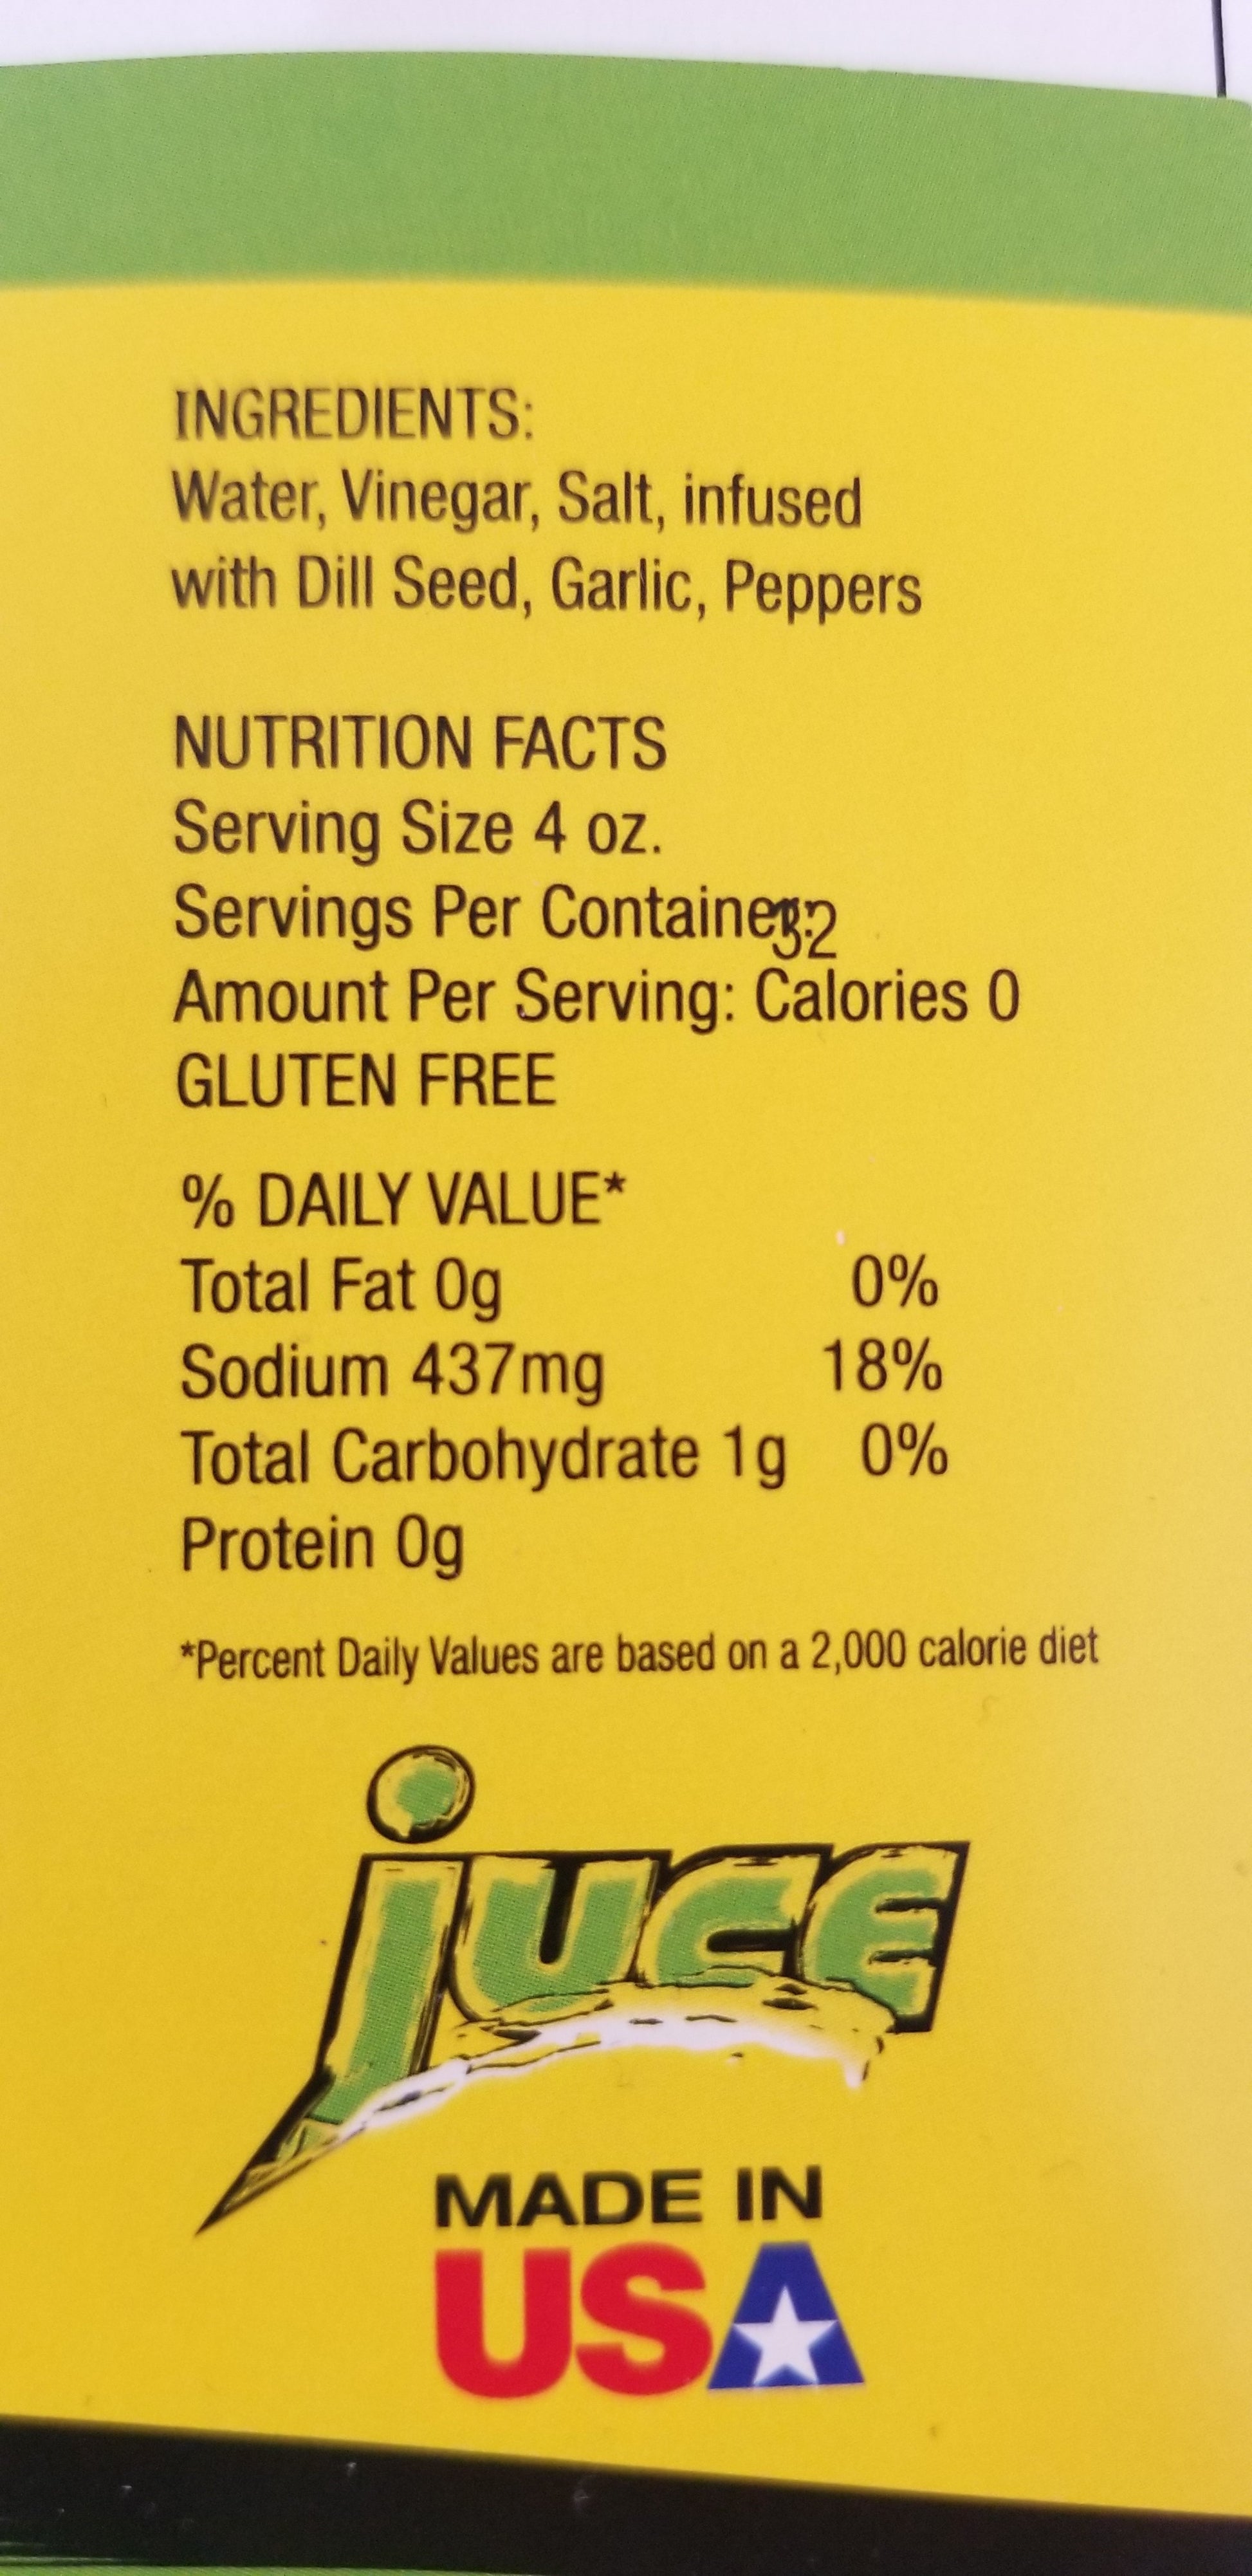 INGREDIENTS:
Water, Vinegar, Salt, infused
with Dill Seed, Garlic, Peppers
NUTRITION FACTS
Serving Size 4 oz.
Servings Per Container: 32
Amount Per Serving: Calories 0
GLUTEN FREE
% DAILY VALUE*
Total Fat 0g 0%
Sodium 437mg 18%
Total Carbohydrate 1g 0%
Protein 0g
*Percent Daily Values are based on a 2,000 calorie diet
juce
MADE IN
USA